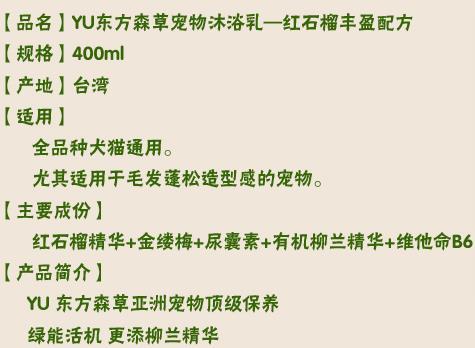 【品名】YU东方森草宠物沐浴乳—红石榴丰盈配方
【规格】400ml
【产地】台湾
【适用】
全品种犬猫通用。
尤其适用于毛发蓬松造型感的宠物。
【主要成份】
红石榴精华+金缕梅+尿囊素+有机柳兰精华+维他命B6
【产品简介】
YU 东方森草亚洲宠物顶级保养
绿能活机 更添柳兰精华